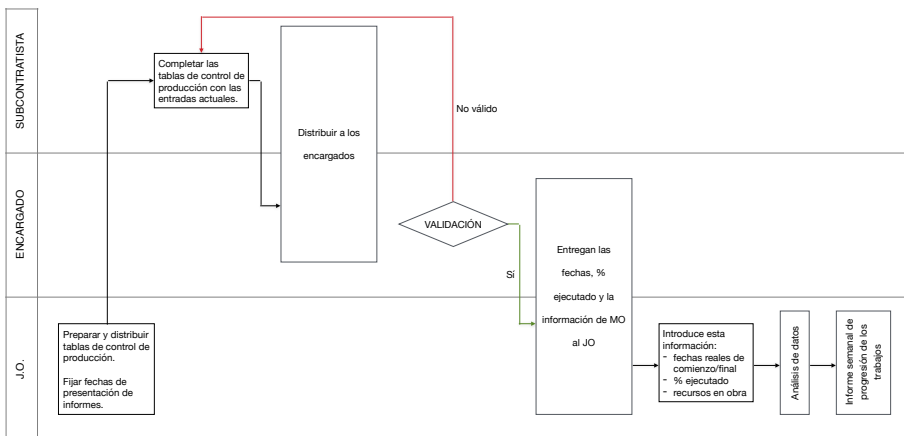 SUBCONTRATISTA
Completar las
tablas de control de
producción con las
entradas actuales.
Distribuir a los
encargados
No válido
ENCARGADO
VALIDACIÓN
Sí
Entregan las
fechas, %
ejecutado y la
información de MO
al JO
J.O.
Preparar y distribuir
tablas de control de
producción.
Fijar fechas de
presentación de
informes.
Introduce esta
información:
- fechas reales de
comienzo/final
- % ejecutado
- recursos en obra
Análisis de datos
Informe semanal de
progresión de los
trabajos